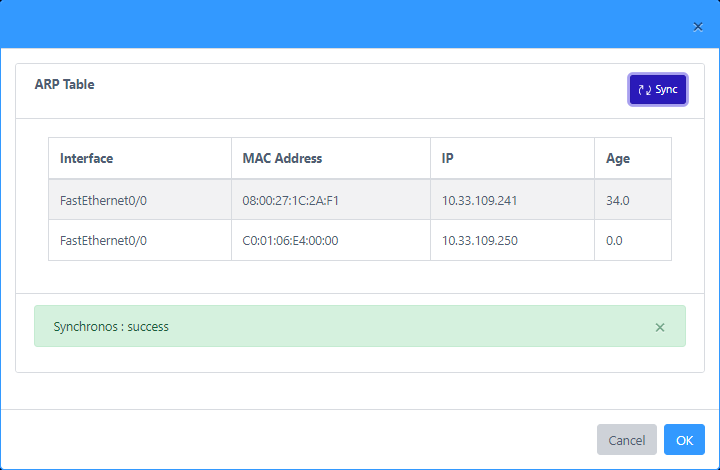 ×
ARP Table
Sync
Interface MAC Address IP Age
FastEthernet0/0 08:00:27:1C:2A:F1 10.33.109.241 34.0
FastEthernet0/0 C0:01:06:E4:00:00 10.33.109.250 0.0
Synchronos : success ×
Cancel OK